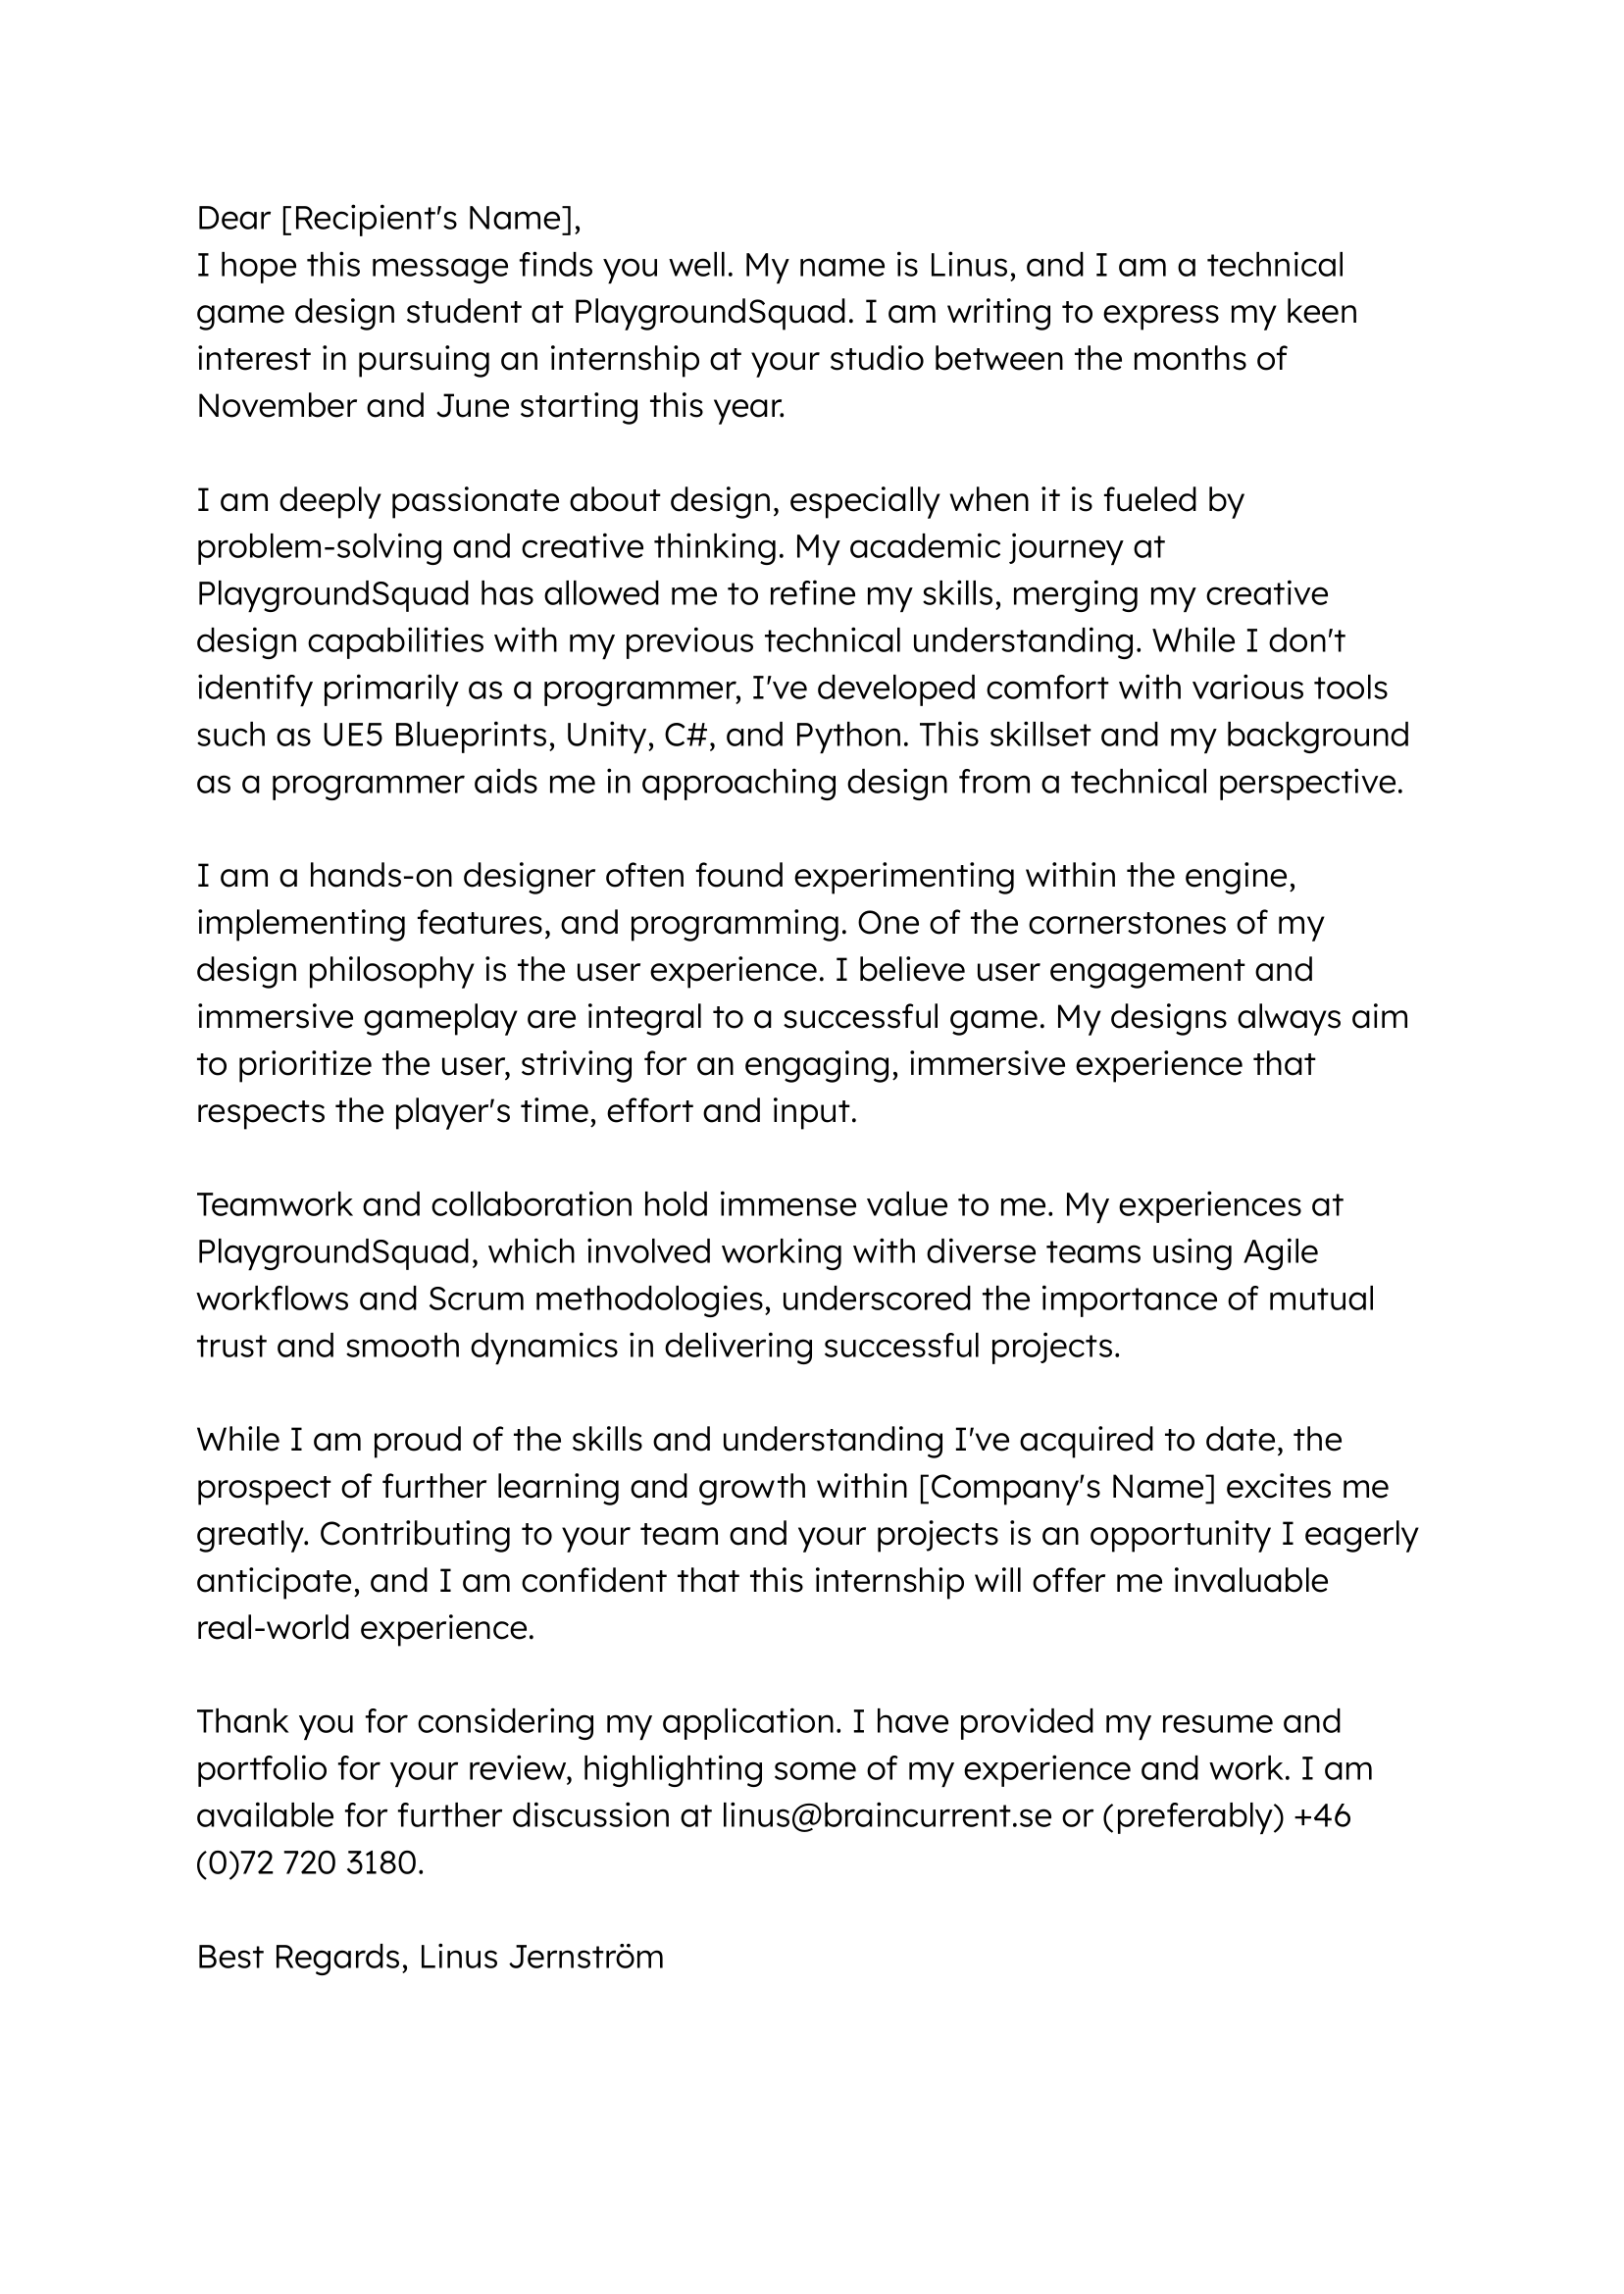 Dear [Recipient's Name],
I hope this message finds you well. My name is Linus, and I am a technical
game design student at PlaygroundSquad. I am writing to express my keen
interest in pursuing an internship at your studio between the months of
November and June starting this year.
I am deeply passionate about design, especially when it is fueled by
problem-solving and creative thinking. My academic journey at
PlaygroundSquad has allowed me to refine my skills, merging my creative
design capabilities with my previous technical understanding. While I don't
identify primarily as a programmer, I've developed comfort with various tools
such as UE5 Blueprints, Unity, C#, and Python. This skillset and my background
as a programmer aids me in approaching design from a technical perspective.
I am a hands-on designer often found experimenting within the engine,
implementing features, and programming. One of the cornerstones of my
design philosophy is the user experience. I believe user engagement and
immersive gameplay are integral to a successful game. My designs always aim
to prioritize the user, striving for an engaging, immersive experience that
respects the player's time, effort and input.
Teamwork and collaboration hold immense value to me. My experiences at
PlaygroundSquad, which involved working with diverse teams using Agile
workflows and Scrum methodologies, underscored the importance of mutual
trust and smooth dynamics in delivering successful projects.
While I am proud of the skills and understanding I've acquired to date, the
prospect of further learning and growth within [Company's Name] excites me
greatly. Contributing to your team and your projects is an opportunity I eagerly
anticipate, and I am confident that this internship will offer me invaluable
real-world experience.
Thank you for considering my application. I have provided my resume and
portfolio for your review, highlighting some of my experience and work. I am
available for further discussion at linus@braincurrent.se or (preferably) +46
(0)72 720 3180.
Best Regards, Linus Jernström